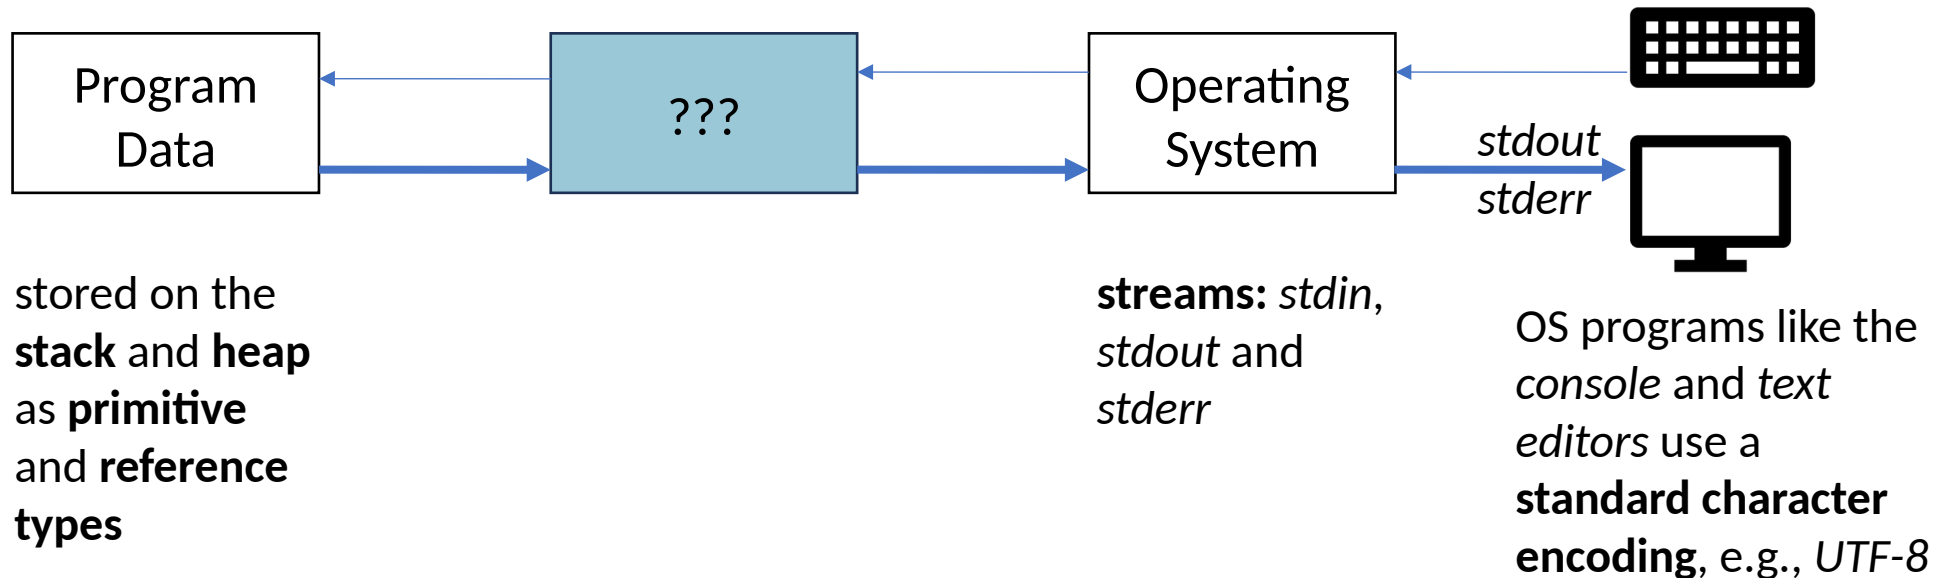 Program
Data
???
Operating
System
stdout
stderr
stored on the
stack and heap
as primitive
and reference
types
streams: stdin,
stdout and
stderr
OS programs like the
console and text
editors use a
standard character
encoding, e.g., UTF-8